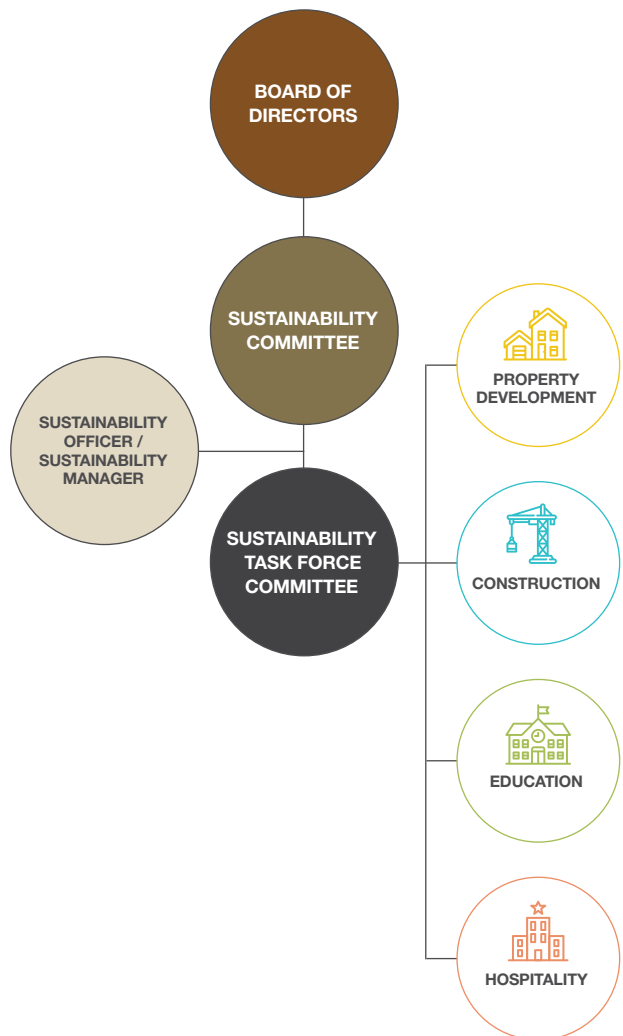 BOARD OF
DIRECTORS
SUSTAINABILITY
COMMITTEE
SUSTAINABILITY
OFFICER /
SUSTAINABILITY
MANAGER
SUSTAINABILITY
TASK FORCE
COMMITTEE
PROPERTY
DEVELOPMENT
CONSTRUCTION
EDUCATION
HOSPITALITY